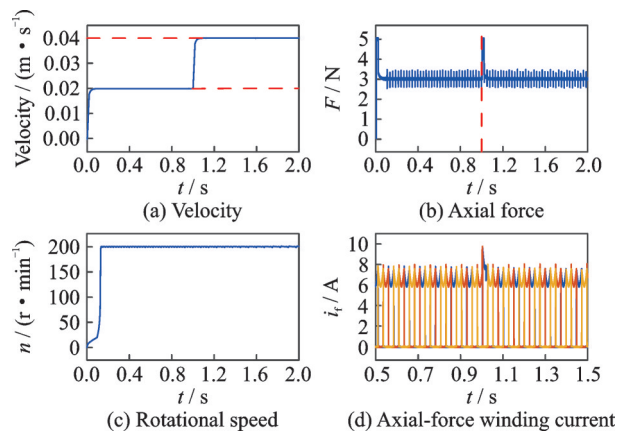 Velocity / (m • s⁻¹)
0.04
0.03
0.02
0.01
0.00
0.0 0.4 0.8 1.2 1.6 2.0
t / s
(a) Velocity
F / N
5
4
3
2
1
0
0.0 0.4 0.8 1.2 1.6 2.0
t / s
(b) Axial force
n / (r • min⁻¹)
200
150
100
50
0
0.0 0.4 0.8 1.2 1.6 2.0
t / s
(c) Rotational speed
i_f / A
10
8
6
4
2
0
0.5 0.7 0.9 1.1 1.3 1.5
t / s
(d) Axial-force winding current